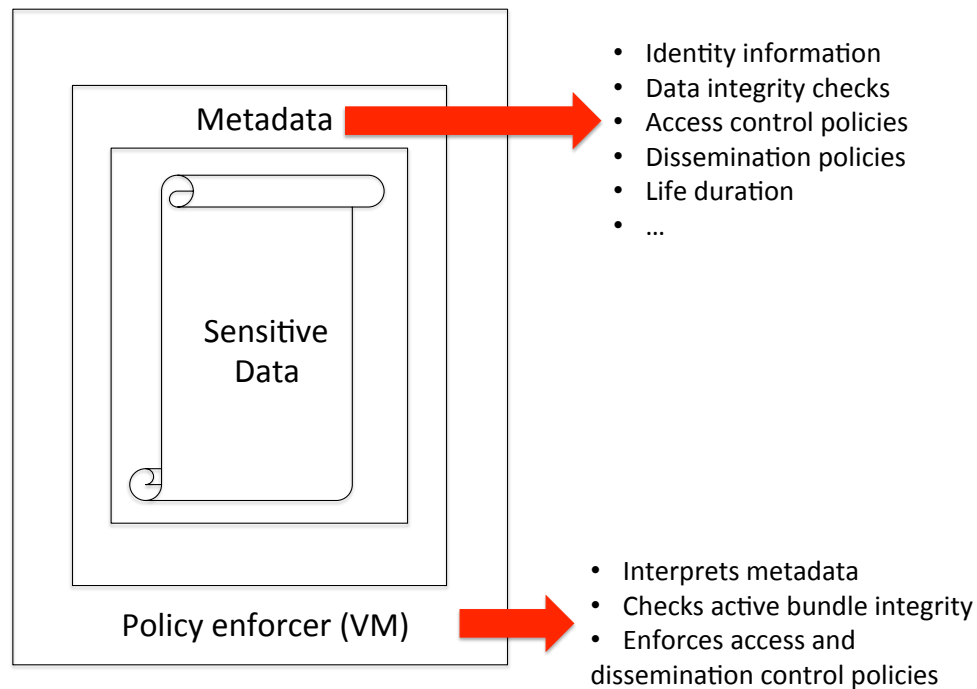 Metadata
• Identity information
• Data integrity checks
• Access control policies
• Dissemination policies
• Life duration
• ...
Sensitive
Data
Policy enforcer (VM)
• Interprets metadata
• Checks active bundle integrity
• Enforces access and
dissemination control policies